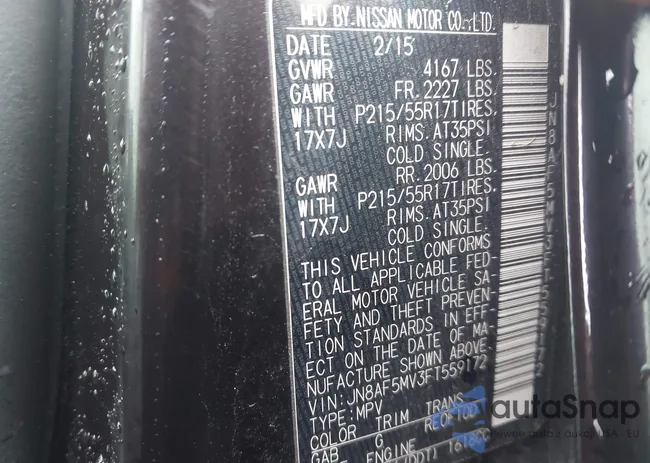 MFD BY. NISSAN MOTOR CO., LTD.
DATE 2/15
GVWR 4167 LBS.
GAWR FR. 2227 LBS.
WITH P215/55R17TIRES.
17X7J RIMS. AT35PSI
COLD SINGLE.
GAWR RR. 2006 LBS.
WITH P215/55R17TIRES.
17X7J RIMS. AT35PSI
COLD SINGLE.
THIS VEHICLE CONFORMS
TO ALL APPLICABLE FED-
ERAL MOTOR VEHICLE SA-
FETY AND THEFT PREVEN-
TION STANDARDS IN EFF-
ECT ON THE DATE OF MA-
NUFACTURE SHOWN ABOVE.
VIN: JN8AF5MV3FT559172
TYPE: MPV
COLOR TRIM TRANS
GAB G
ENGINE
autaSnap